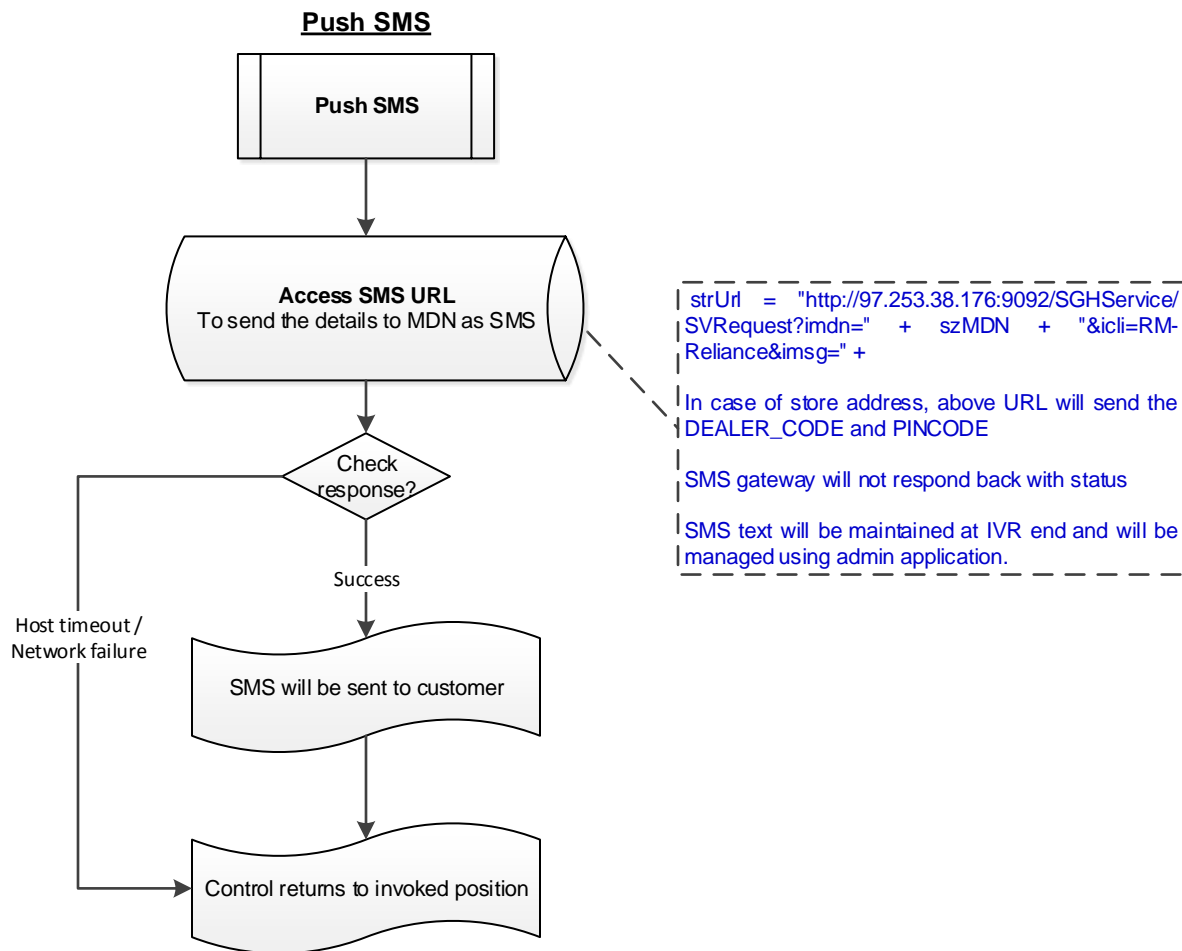 Push SMS
Push SMS
Access SMS URL
To send the details to MDN as SMS
strUrl = "http://97.253.38.176:9092/SGHService/
SVRequest?imdn=" + szMDN + "&icli=RM-
Reliance&imsg=" +
In case of store address, above URL will send the
DEALER_CODE and PINCODE
SMS gateway will not respond back with status
SMS text will be maintained at IVR end and will be
managed using admin application.
Check
response?
Success
Host timeout /
Network failure
SMS will be sent to customer
Control returns to invoked position